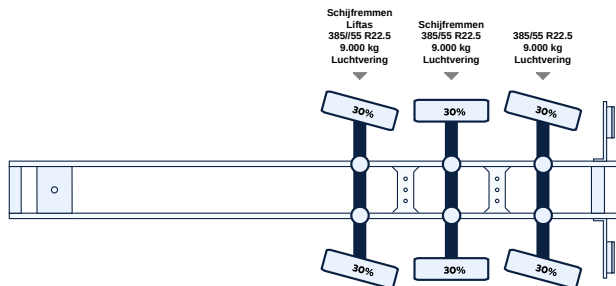 Schijfremmen
Liftas
385//55 R22.5
9.000 kg
Luchtvering
Schijfremmen
385/55 R22.5
9.000 kg
Luchtvering
385/55 R22.5
9.000 kg
Luchtvering
30%
30%
30%
30%
30%
30%